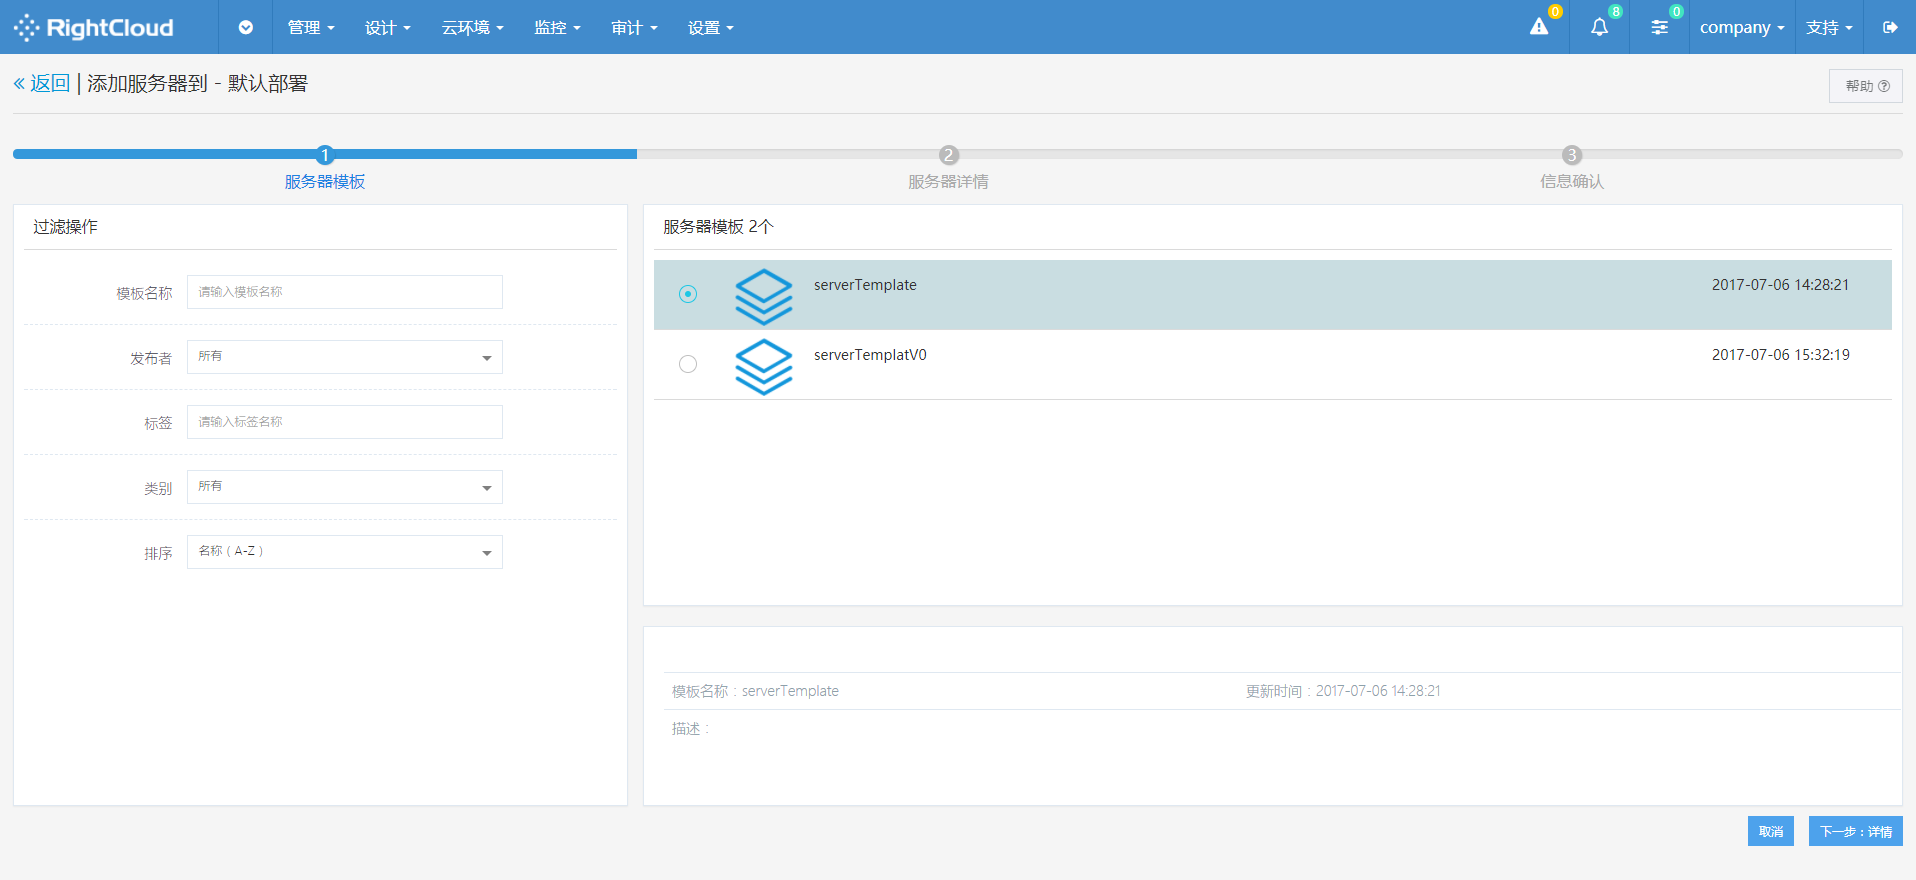 RightCloud 管理 设计 云环境 监控 审计 设置 0 8 0 company 支持
« 返回 | 添加服务器到 - 默认部署 帮助
1 2 3
服务器模板 服务器详情 信息确认
过滤操作
模板名称 请输入模板名称
发布者 所有
标签 请输入标签名称
类别 所有
排序 名称 ( A-Z )
服务器模板 2个
serverTemplate 2017-07-06 14:28:21
serverTemplatV0 2017-07-06 15:32:19
模板名称 : serverTemplate 更新时间 : 2017-07-06 14:28:21
描述 :
取消 下一步 : 详情